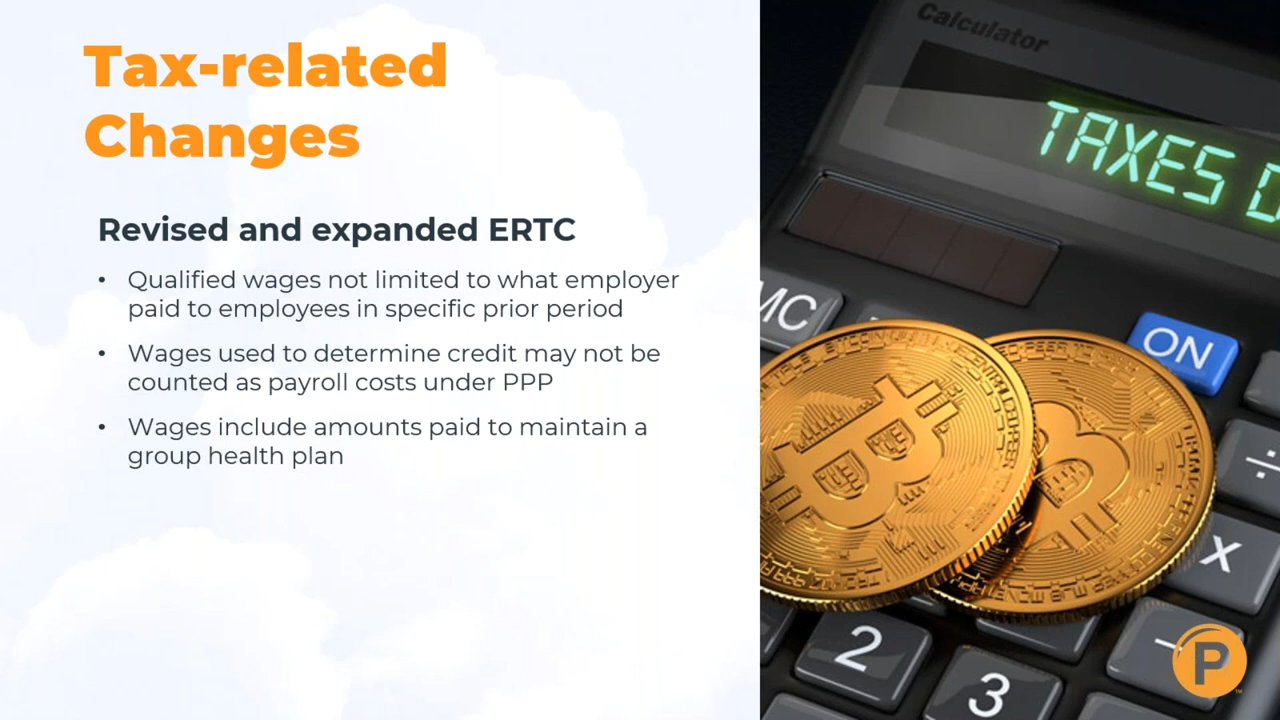 Tax-related
Changes
Revised and expanded ERTC
• Qualified wages not limited to what employer
paid to employees in specific prior period
• Wages used to determine credit may not be
counted as payroll costs under PPP
• Wages include amounts paid to maintain a
group health plan
Calculator
TAXES D
MC
ON
÷
x
2
3
P